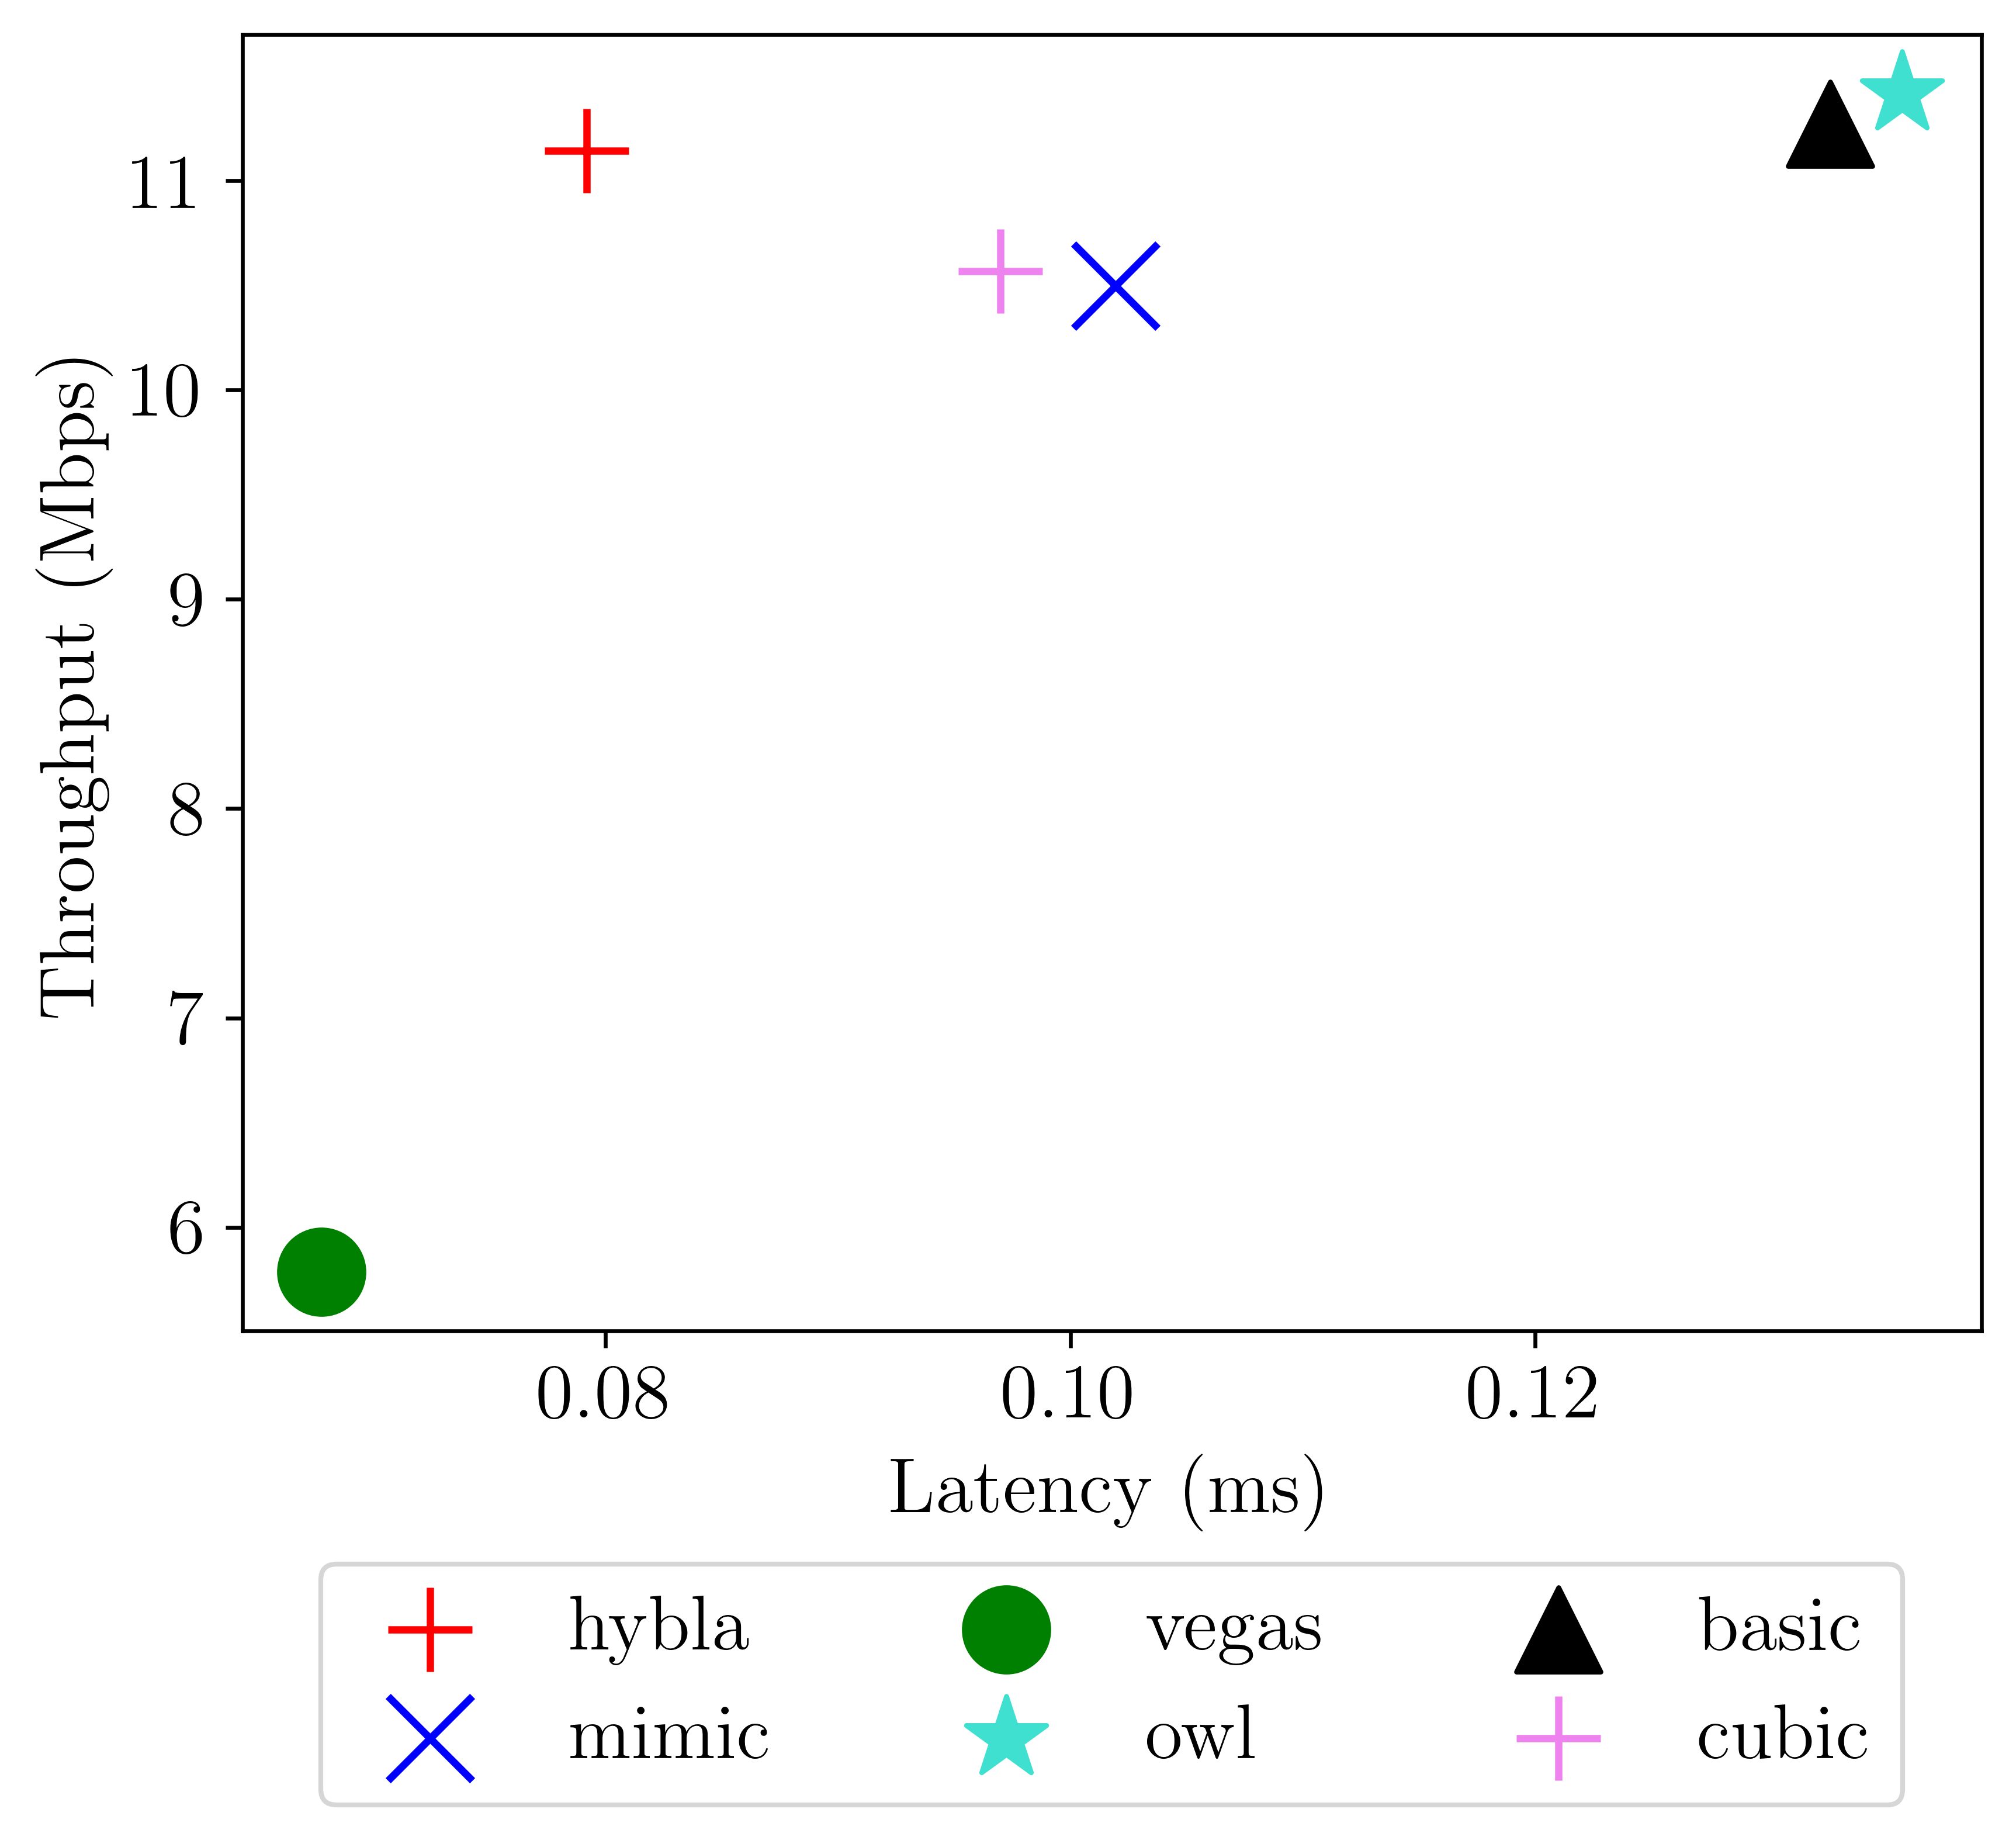 Throughput (Mbps)
11
10
9
8
7
6
0.08 0.10 0.12
Latency (ms)
hybla vegas basic
mimic owl cubic